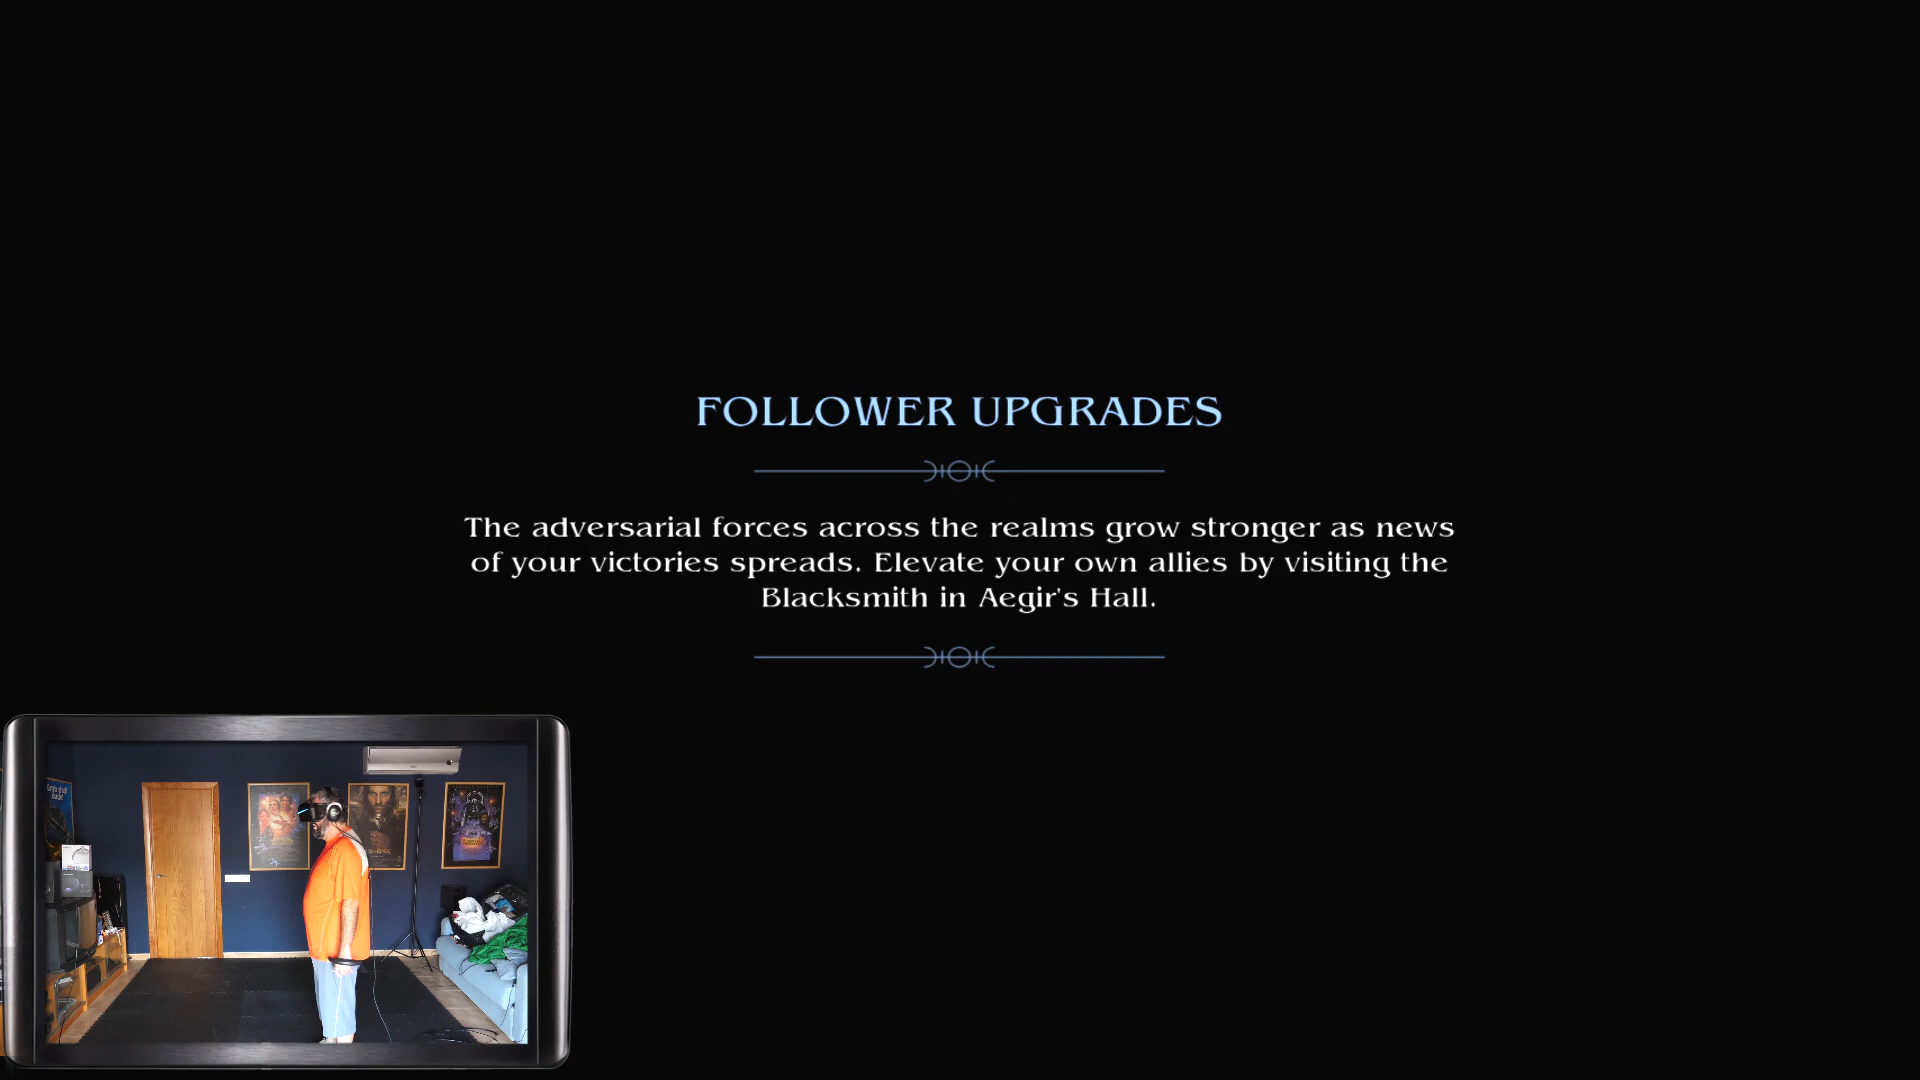 FOLLOWER UPGRADES
The adversarial forces across the realms grow stronger as news
of your victories spreads. Elevate your own allies by visiting the
Blacksmith in Aegir's Hall.